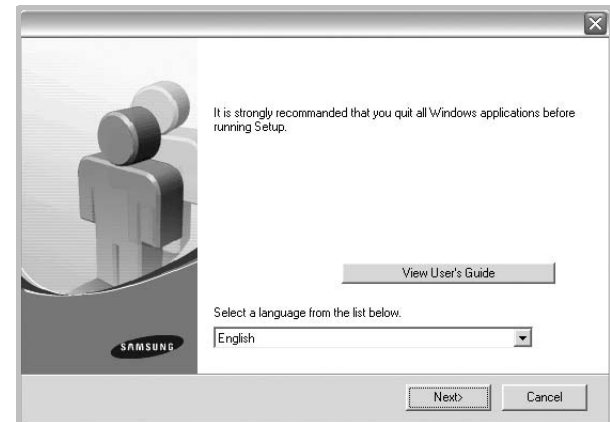 It is strongly recommanded that you quit all Windows applications before
running Setup.
View User's Guide
Select a language from the list below.
English
SAMSUNG
Next>
Cancel